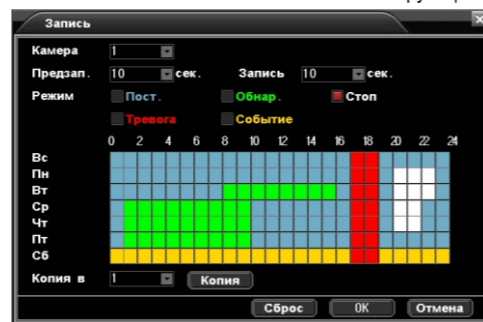 Запись
Камера 1
Предзап. 10 сек. Запись 10 сек.
Режим Пост. Обнар. Стоп
Тревога Событие
0 2 4 6 8 10 12 14 16 18 20 22 24
Вс
Пн
Вт
Ср
Чт
Пт
Сб
Копия в 1 Копия
Сброс OK Отмена